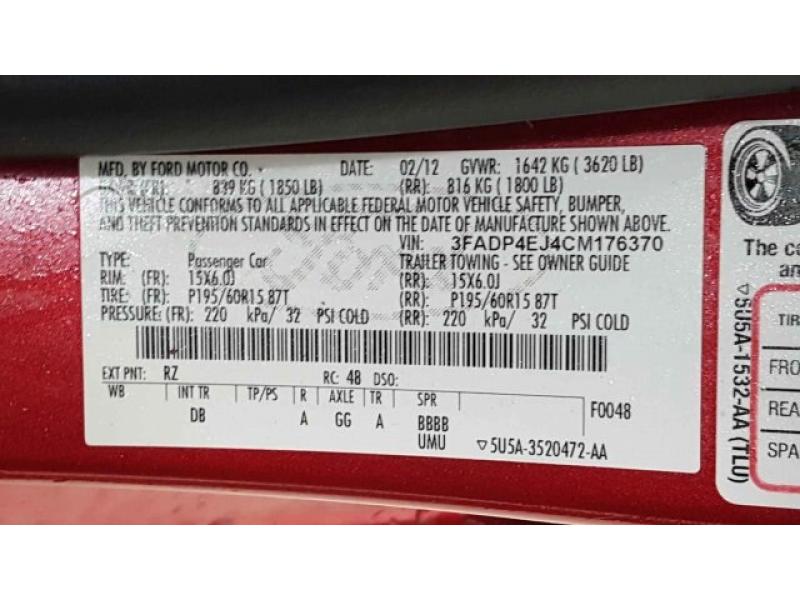 MFD. BY FORD MOTOR CO. DATE: 02/12 GVWR: 1642 KG ( 3620 LB)
839 KG ( 1850 LB) (RR): 816 KG ( 1800 LB)
THIS VEHICLE CONFORMS TO ALL APPLICABLE FEDERAL MOTOR VEHICLE SAFETY, BUMPER,
AND THEFT PREVENTION STANDARDS IN EFFECT ON THE DATE OF MANUFACTURE SHOWN ABOVE.
VIN: 3FADP4EJ4CM176370
TYPE: Passenger Car TRAILER TOWING - SEE OWNER GUIDE
RIM: (FR): 15X6.0J (RR): 15X6.0J
TIRE: (FR): P195/60R15 87T (RR): P195/60R15 87T
PRESSURE: (FR): 220 kPa/ 32 PSI COLD (RR): 220 kPa/ 32 PSI COLD
EXT PNT: RZ RC: 48 DSO:
WB INT TR TP/PS R AXLE TR SPR F0048
DB A GG A BBBB
UMU ▽5U5A-3520472-AA
The ca
an
TIR
FRO
REA
SPA
▽5U5A-1532-AA (TLU)